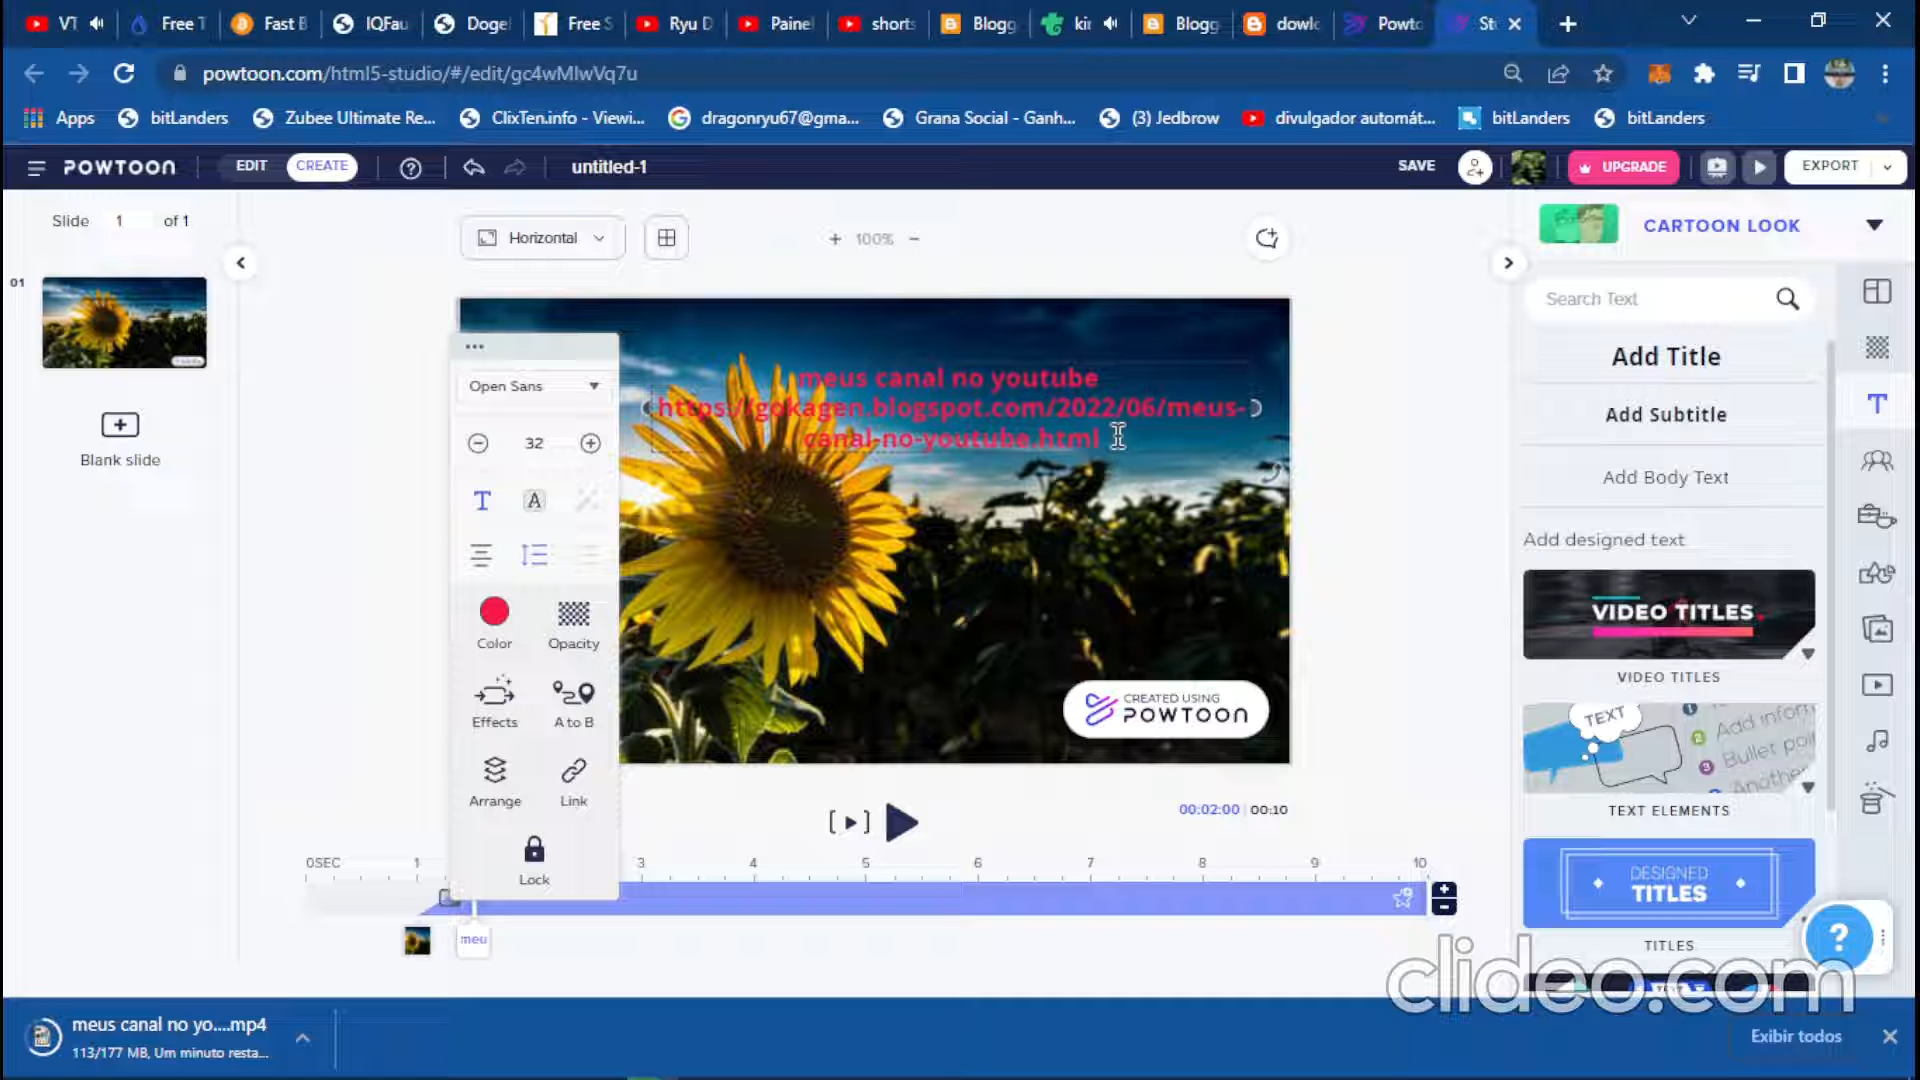 VT
Free T
Fast B
IQFau
Dogel
Free S
Ryu D
Painel
shorts
Blogg
kir
Blogg
dowlo
Powto
St
powtoon.com/html5-studio/#/edit/gc4wMlwVq7u
Apps
bitLanders
Zubee Ultimate Re...
ClixTen.info - Viewi...
dragonryu67@gma...
Grana Social - Ganh...
(3) Jedbrow
divulgador automát...
bitLanders
bitLanders
POWTOON
EDIT
CREATE
untitled-1
SAVE
UPGRADE
EXPORT
Slide 1 of 1
Horizontal
100%
CARTOON LOOK
01
Search Text
Add Title
Add Subtitle
Add Body Text
Add designed text
VIDEO TITLES
VIDEO TITLES
TEXT
Add inform
Bullet poi
Another
TEXT ELEMENTS
DESIGNED
TITLES
TITLES
Blank slide
Open Sans
32
Color
Opacity
Effects
A to B
Arrange
Link
Lock
meus canal no youtube
https://gokagen.blogspot.com/2022/06/meus-
canal-no-youtube.html
CREATED USING
POWTOON
00:02:00
00:10
0SEC
1
3
4
5
6
7
8
9
10
meu
clideo.com
meus canal no yo....mp4
113/177 MB, Um minuto resta...
Exibir todos